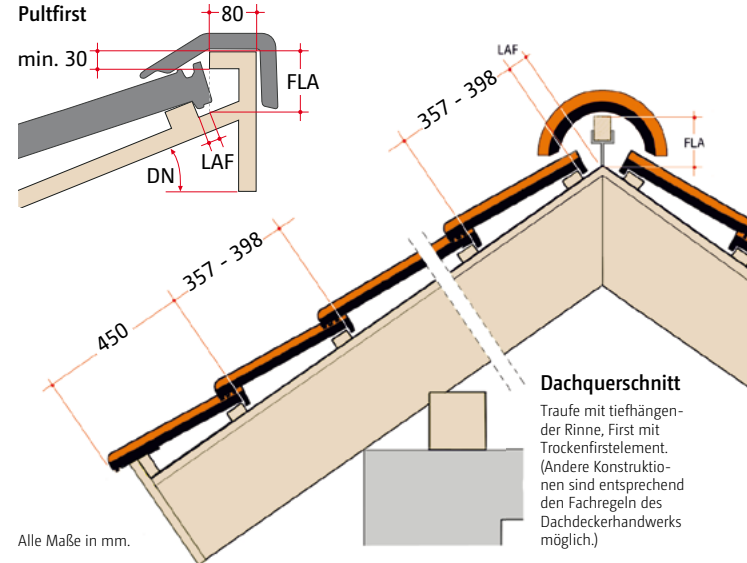 Pultfirst
80
min. 30
FLA
LAF
DN
LAF
357 - 398
FLA
357 - 398
450
Dachquerschnitt
Traufe mit tiefhängen-
der Rinne, First mit
Trockenfirstelement.
(Andere Konstruktio-
nen sind entsprechend
den Fachregeln des
Dachdeckerhandwerks
möglich.)
Alle Maße in mm.